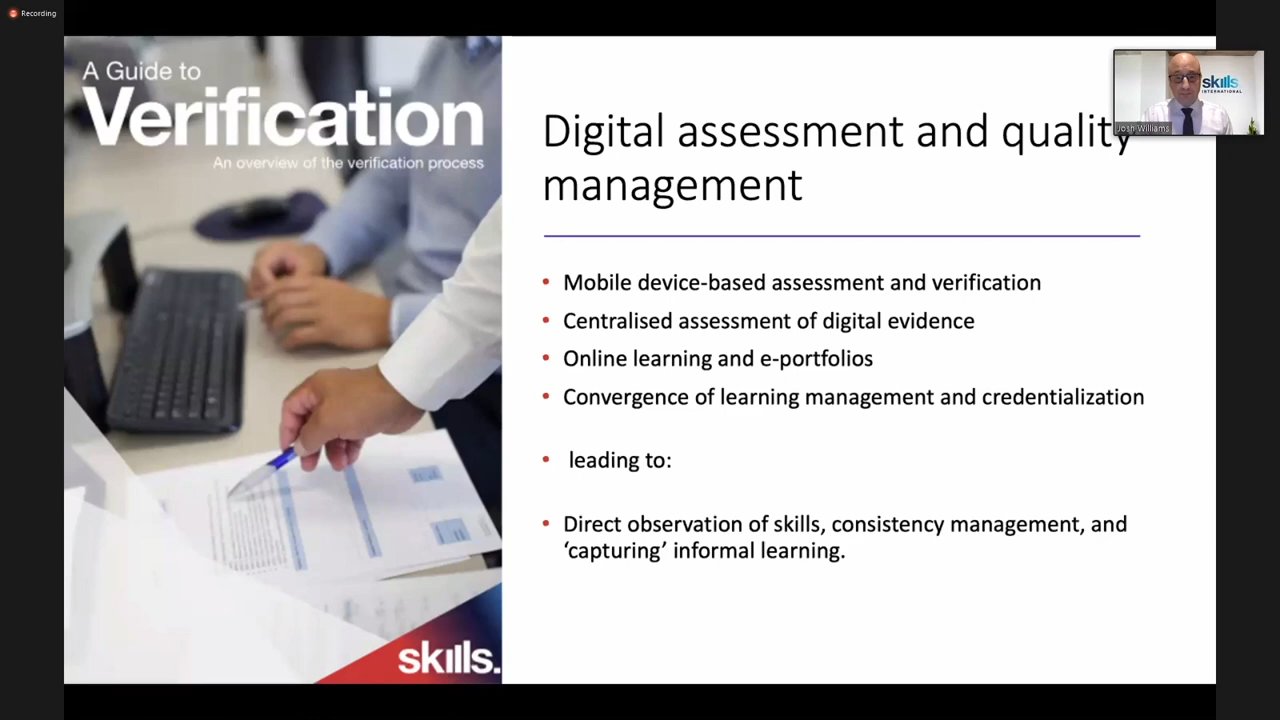 Recording
A Guide to
Verification
An overview of the verification process
skills.
Digital assessment and quality
management
skills
INTERNATIONAL
Josh Williams
• Mobile device-based assessment and verification
• Centralised assessment of digital evidence
• Online learning and e-portfolios
• Convergence of learning management and credentialization
• leading to:
• Direct observation of skills, consistency management, and
‘capturing’ informal learning.